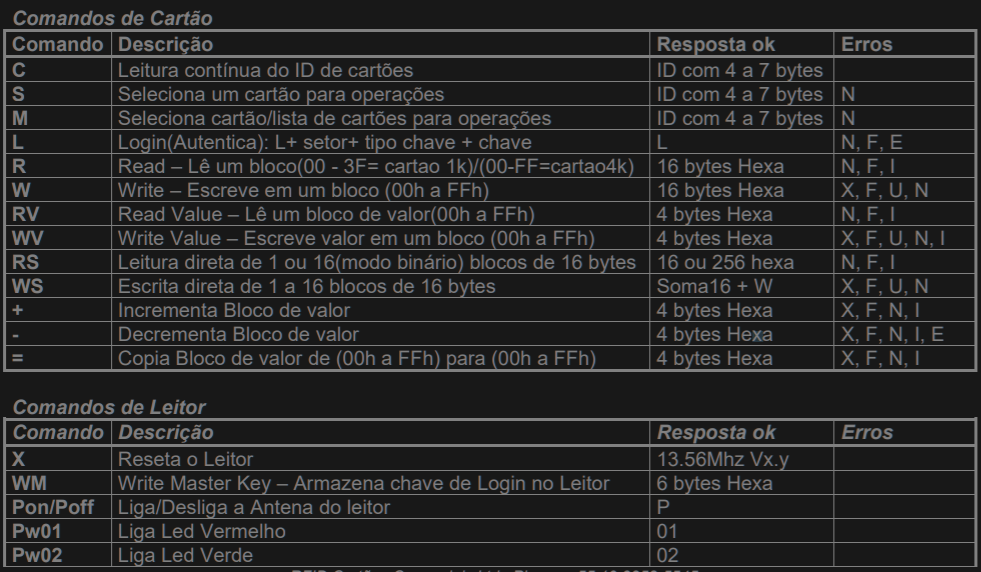 Comandos de Cartão
Comando Descrição Resposta ok Erros
C Leitura contínua do ID de cartões ID com 4 a 7 bytes
S Seleciona um cartão para operações ID com 4 a 7 bytes N
M Seleciona cartão/lista de cartões para operações ID com 4 a 7 bytes N
L Login(Autentica): L+ setor+ tipo chave + chave L N, F, E
R Read – Lê um bloco(00 - 3F= cartao 1k)/(00-FF=cartao4k) 16 bytes Hexa N, F, I
W Write – Escreve em um bloco (00h a FFh) 16 bytes Hexa X, F, U, N
RV Read Value – Lê um bloco de valor(00h a FFh) 4 bytes Hexa N, F, I
WV Write Value – Escreve valor em um bloco (00h a FFh) 4 bytes Hexa X, F, U, N, I
RS Leitura direta de 1 ou 16(modo binário) blocos de 16 bytes 16 ou 256 hexa N, F, I
WS Escrita direta de 1 a 16 blocos de 16 bytes Soma16 + W X, F, U, N
+ Incrementa Bloco de valor 4 bytes Hexa X, F, N, I
- Decrementa Bloco de valor 4 bytes Hexa X, F, N, I, E
= Copia Bloco de valor de (00h a FFh) para (00h a FFh) 4 bytes Hexa X, F, N, I
Comandos de Leitor
Comando Descrição Resposta ok Erros
X Reseta o Leitor 13.56Mhz Vx.y
WM Write Master Key – Armazena chave de Login no Leitor 6 bytes Hexa
Pon/Poff Liga/Desliga a Antena do leitor P
Pw01 Liga Led Vermelho 01
Pw02 Liga Led Verde 02